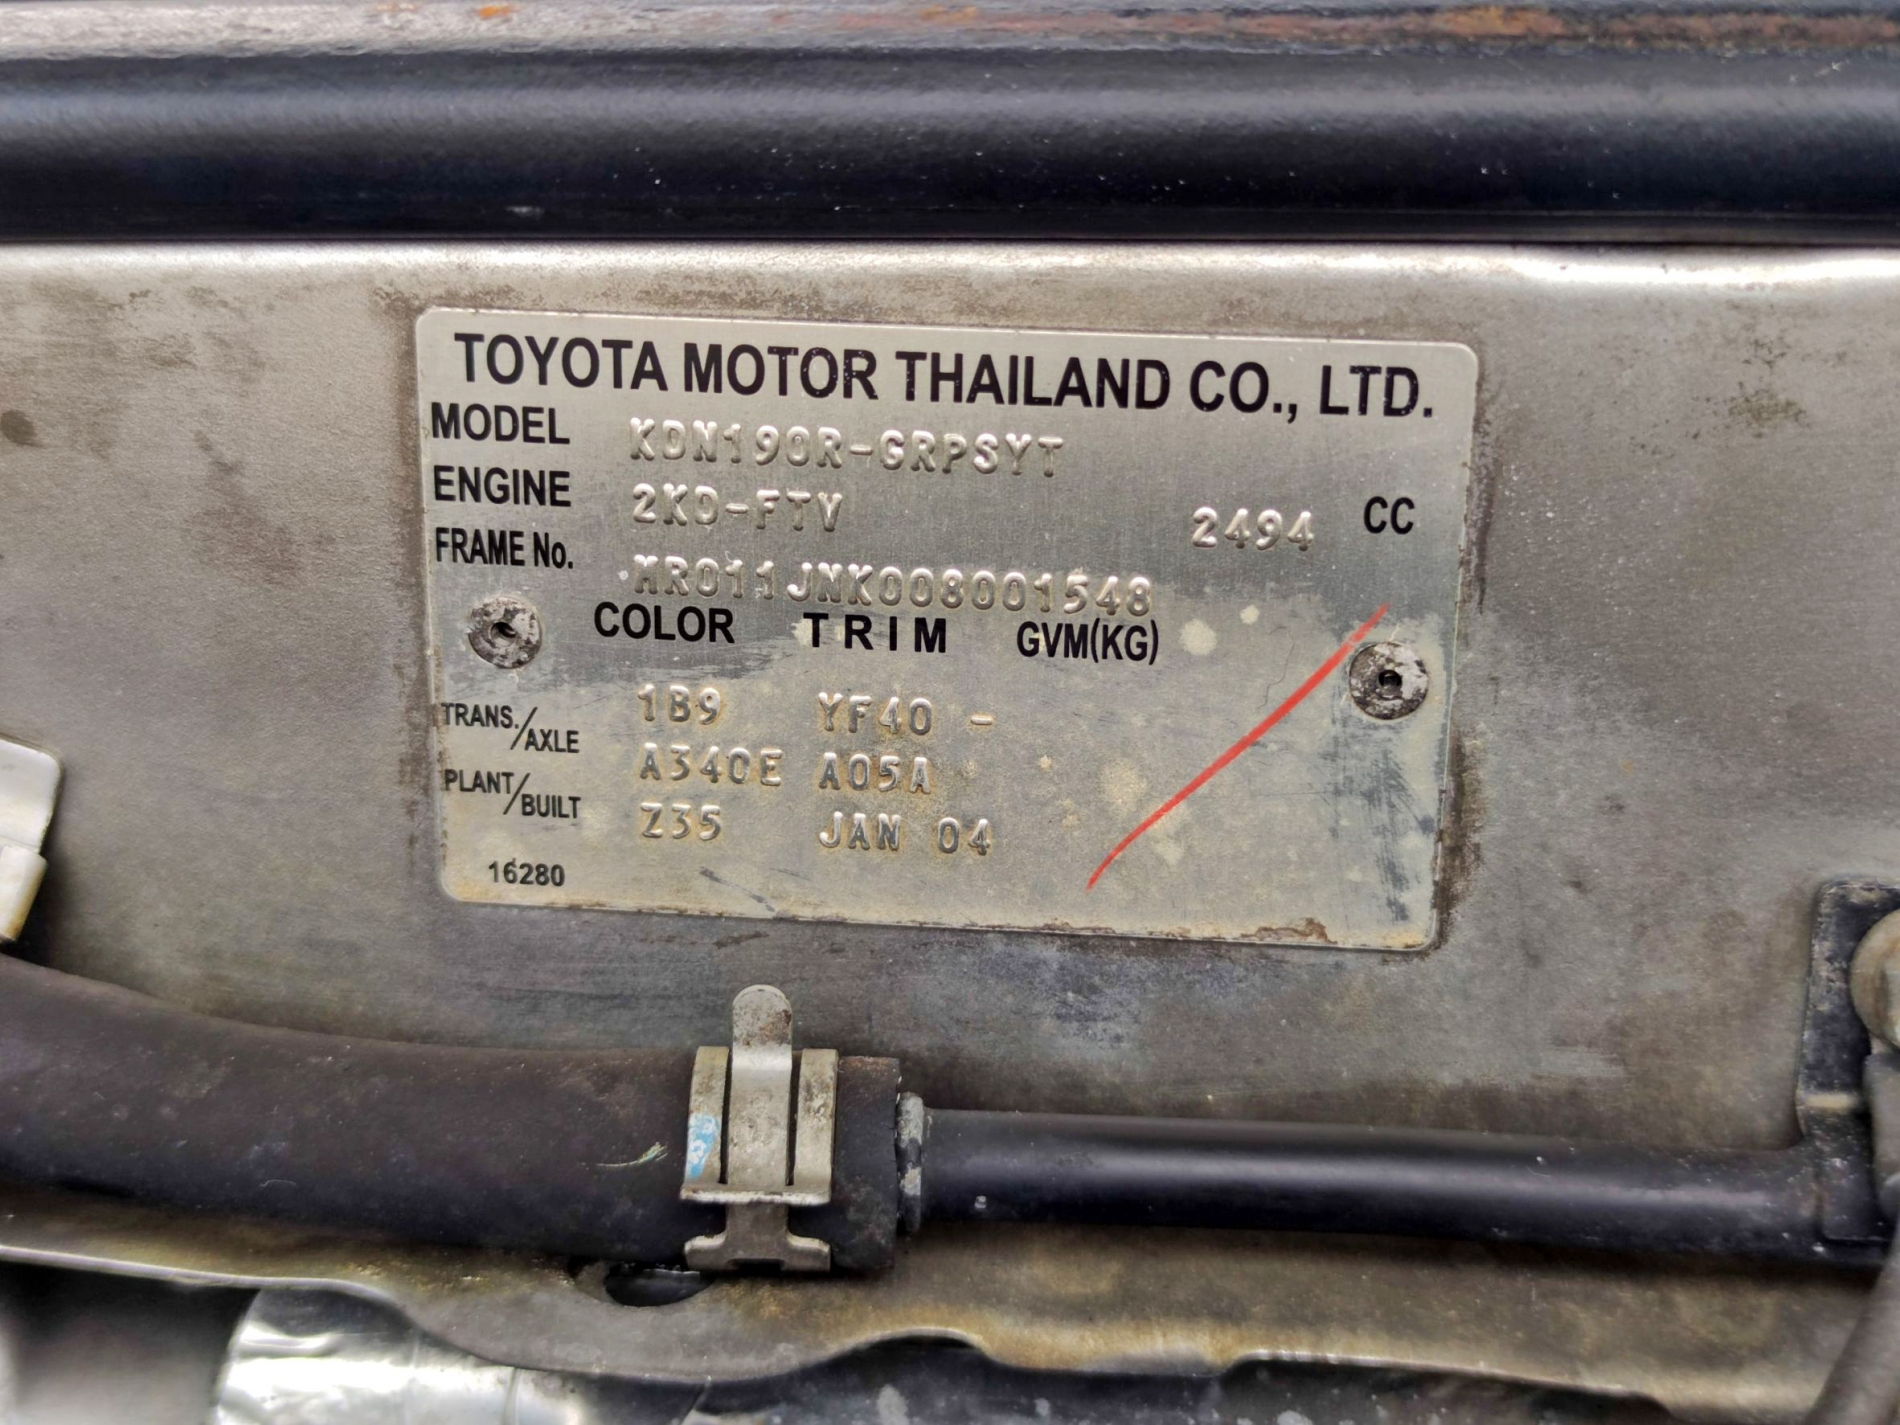 TOYOTA MOTOR THAILAND CO., LTD.
MODEL KDN190R-GRPSYT
ENGINE 2KD-FTV 2494 CC
FRAME No. MR011JNK008001548
COLOR TRIM GVM(KG)
1B9 YF40 -
TRANS./AXLE A340E A05A
PLANT/BUILT Z35 JAN 04
16280